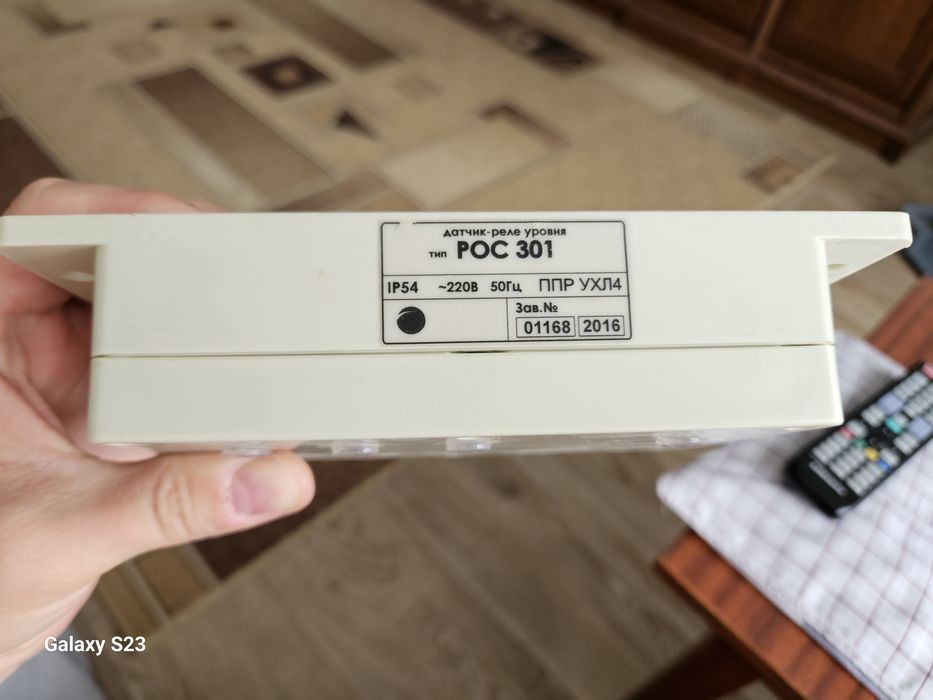 датчик-реле уровня
тип РОС 301
IP54 ~220В 50Гц ППР УХЛ4
Зав.№
01168 2016
Galaxy S23